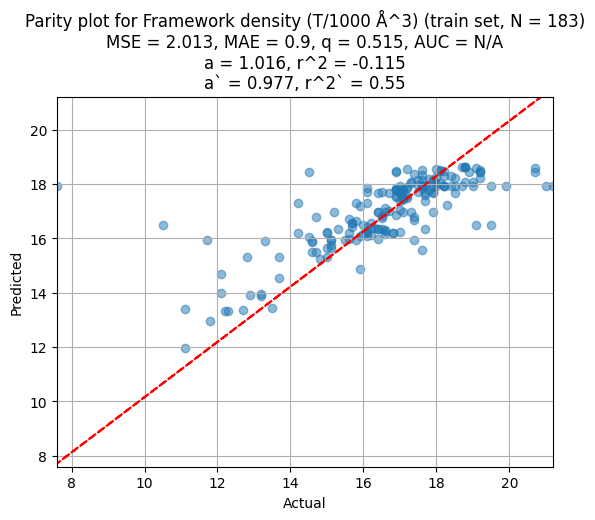 Parity plot for Framework density (T/1000 Å^3) (train set, N = 183)
MSE = 2.013, MAE = 0.9, q = 0.515, AUC = N/A
a = 1.016, r^2 = -0.115
a` = 0.977, r^2` = 0.55
20
18
16
14
12
10
8
Predicted
8 10 12 14 16 18 20
Actual